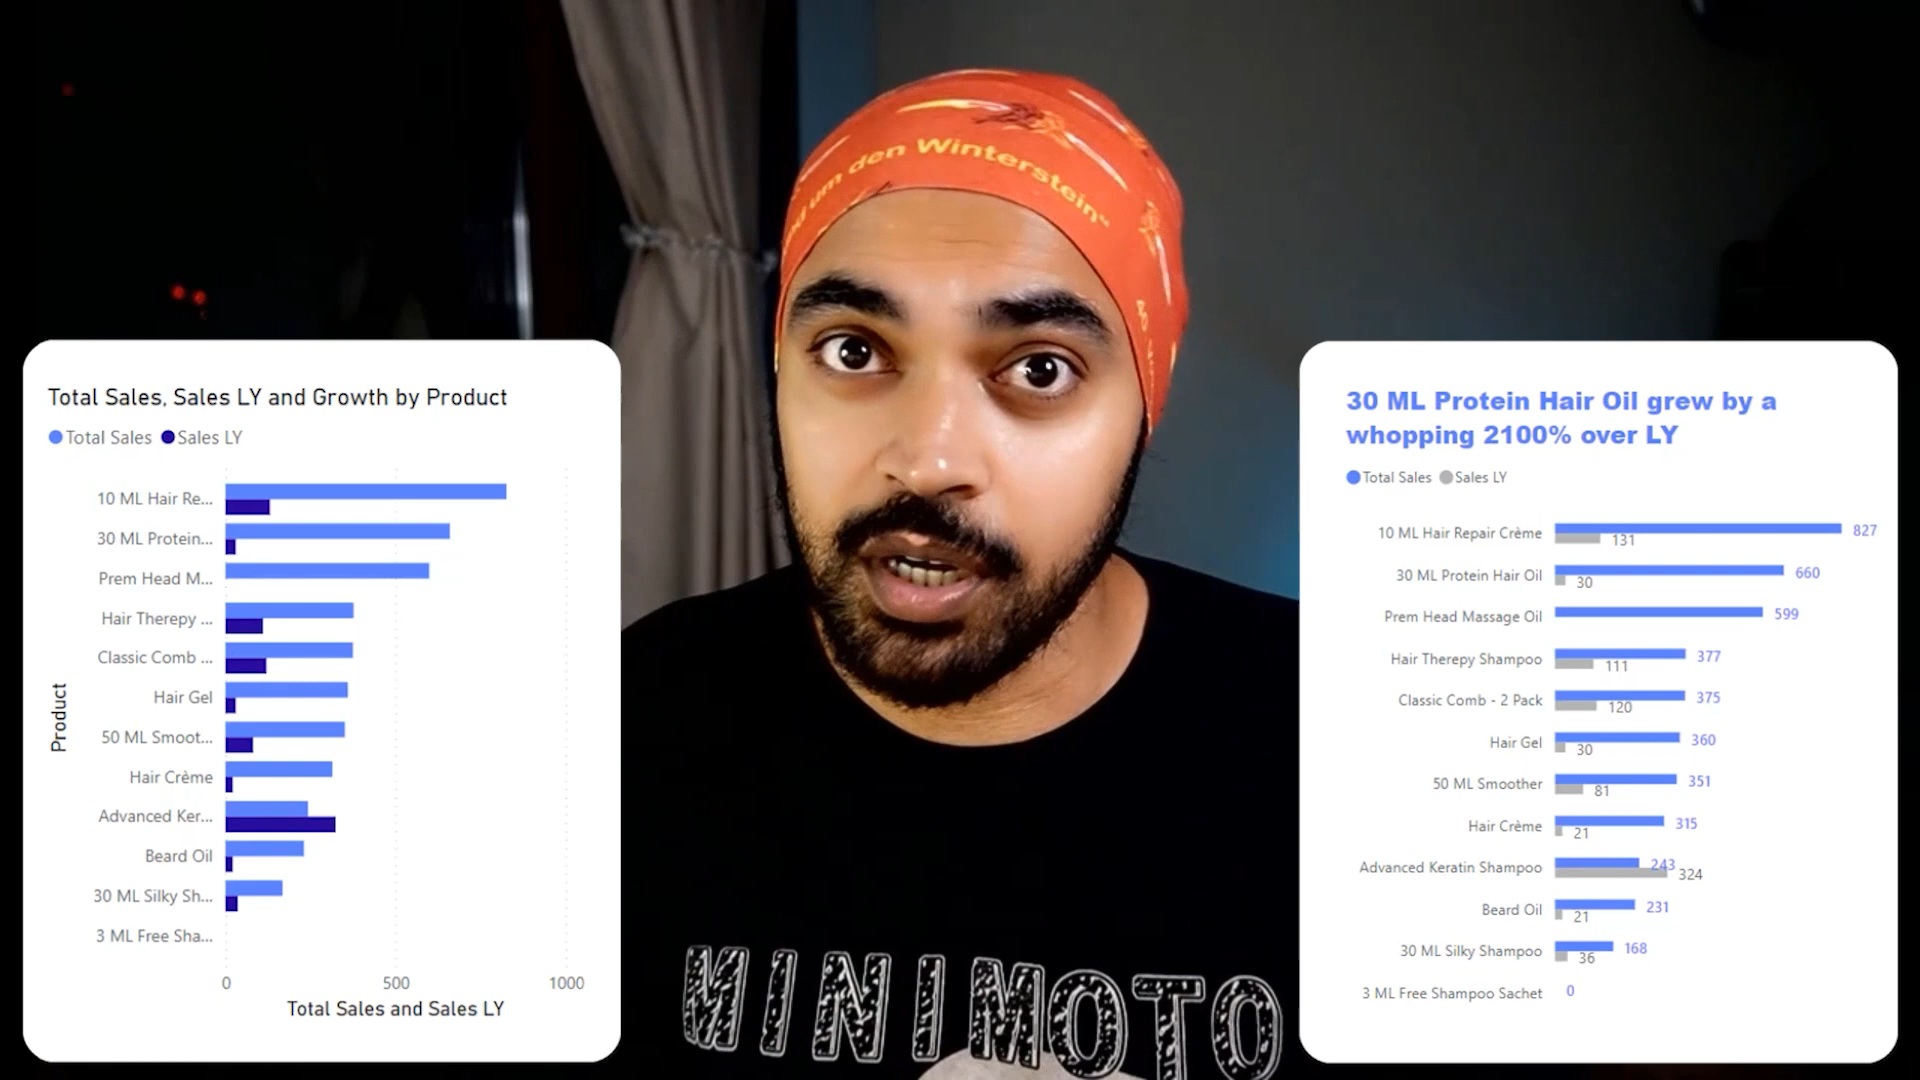 um den Winterstein"
Total Sales, Sales LY and Growth by Product
Total Sales Sales LY
10 ML Hair Re...
30 ML Protein...
Prem Head M...
Hair Therepy ...
Classic Comb ...
Hair Gel
50 ML Smoot...
Hair Crème
Advanced Ker...
Beard Oil
30 ML Silky Sh...
3 ML Free Sha...
Product
0 500 1000
Total Sales and Sales LY
30 ML Protein Hair Oil grew by a
whopping 2100% over LY
Total Sales Sales LY
10 ML Hair Repair Crème 827
131
30 ML Protein Hair Oil 660
30
Prem Head Massage Oil 599
Hair Therepy Shampoo 377
111
Classic Comb - 2 Pack 375
120
Hair Gel 360
30
50 ML Smoother 351
81
Hair Crème 315
21
Advanced Keratin Shampoo 243
324
Beard Oil 231
21
30 ML Silky Shampoo 168
36
3 ML Free Shampoo Sachet 0
MINIMOTO